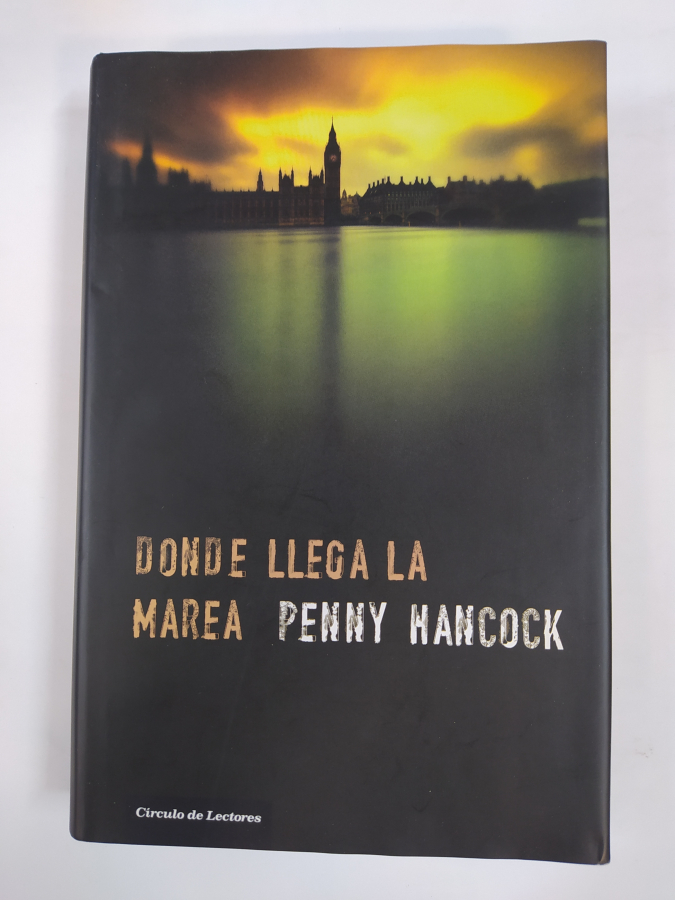 DONDE LLEGA LA
MAREA PENNY HANCOCK
Círculo de Lectores